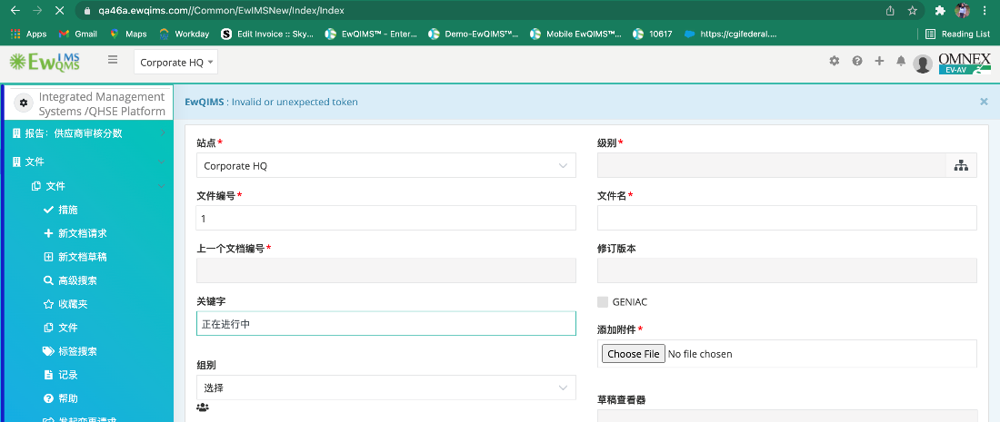 qa46a.ewqims.com//Common/EwIMSNew/Index/Index
Apps
Gmail
Maps
Workday
Edit Invoice :: Sky...
EwQIMS™ - Enter...
Demo-EwQIMS™...
Mobile EwQIMS™...
10617
https://cgifederal....
Reading List
EwIMS
QMS
Corporate HQ
OMNEX
EV-AV
Integrated Management
Systems /QHSE Platform
EwQIMS : Invalid or unexpected token
报告：供应商审核分数
文件
文件
措施
新文档请求
新文档草稿
高级搜索
收藏夹
文件
标签搜索
记录
帮助
发起变更请求
站点*
Corporate HQ
级别*
文件编号*
1
文件名*
上一个文档编号*
修订版本
关键字
正在进行中
GENIAC
添加附件*
Choose File No file chosen
组别
选择
草稿查看器